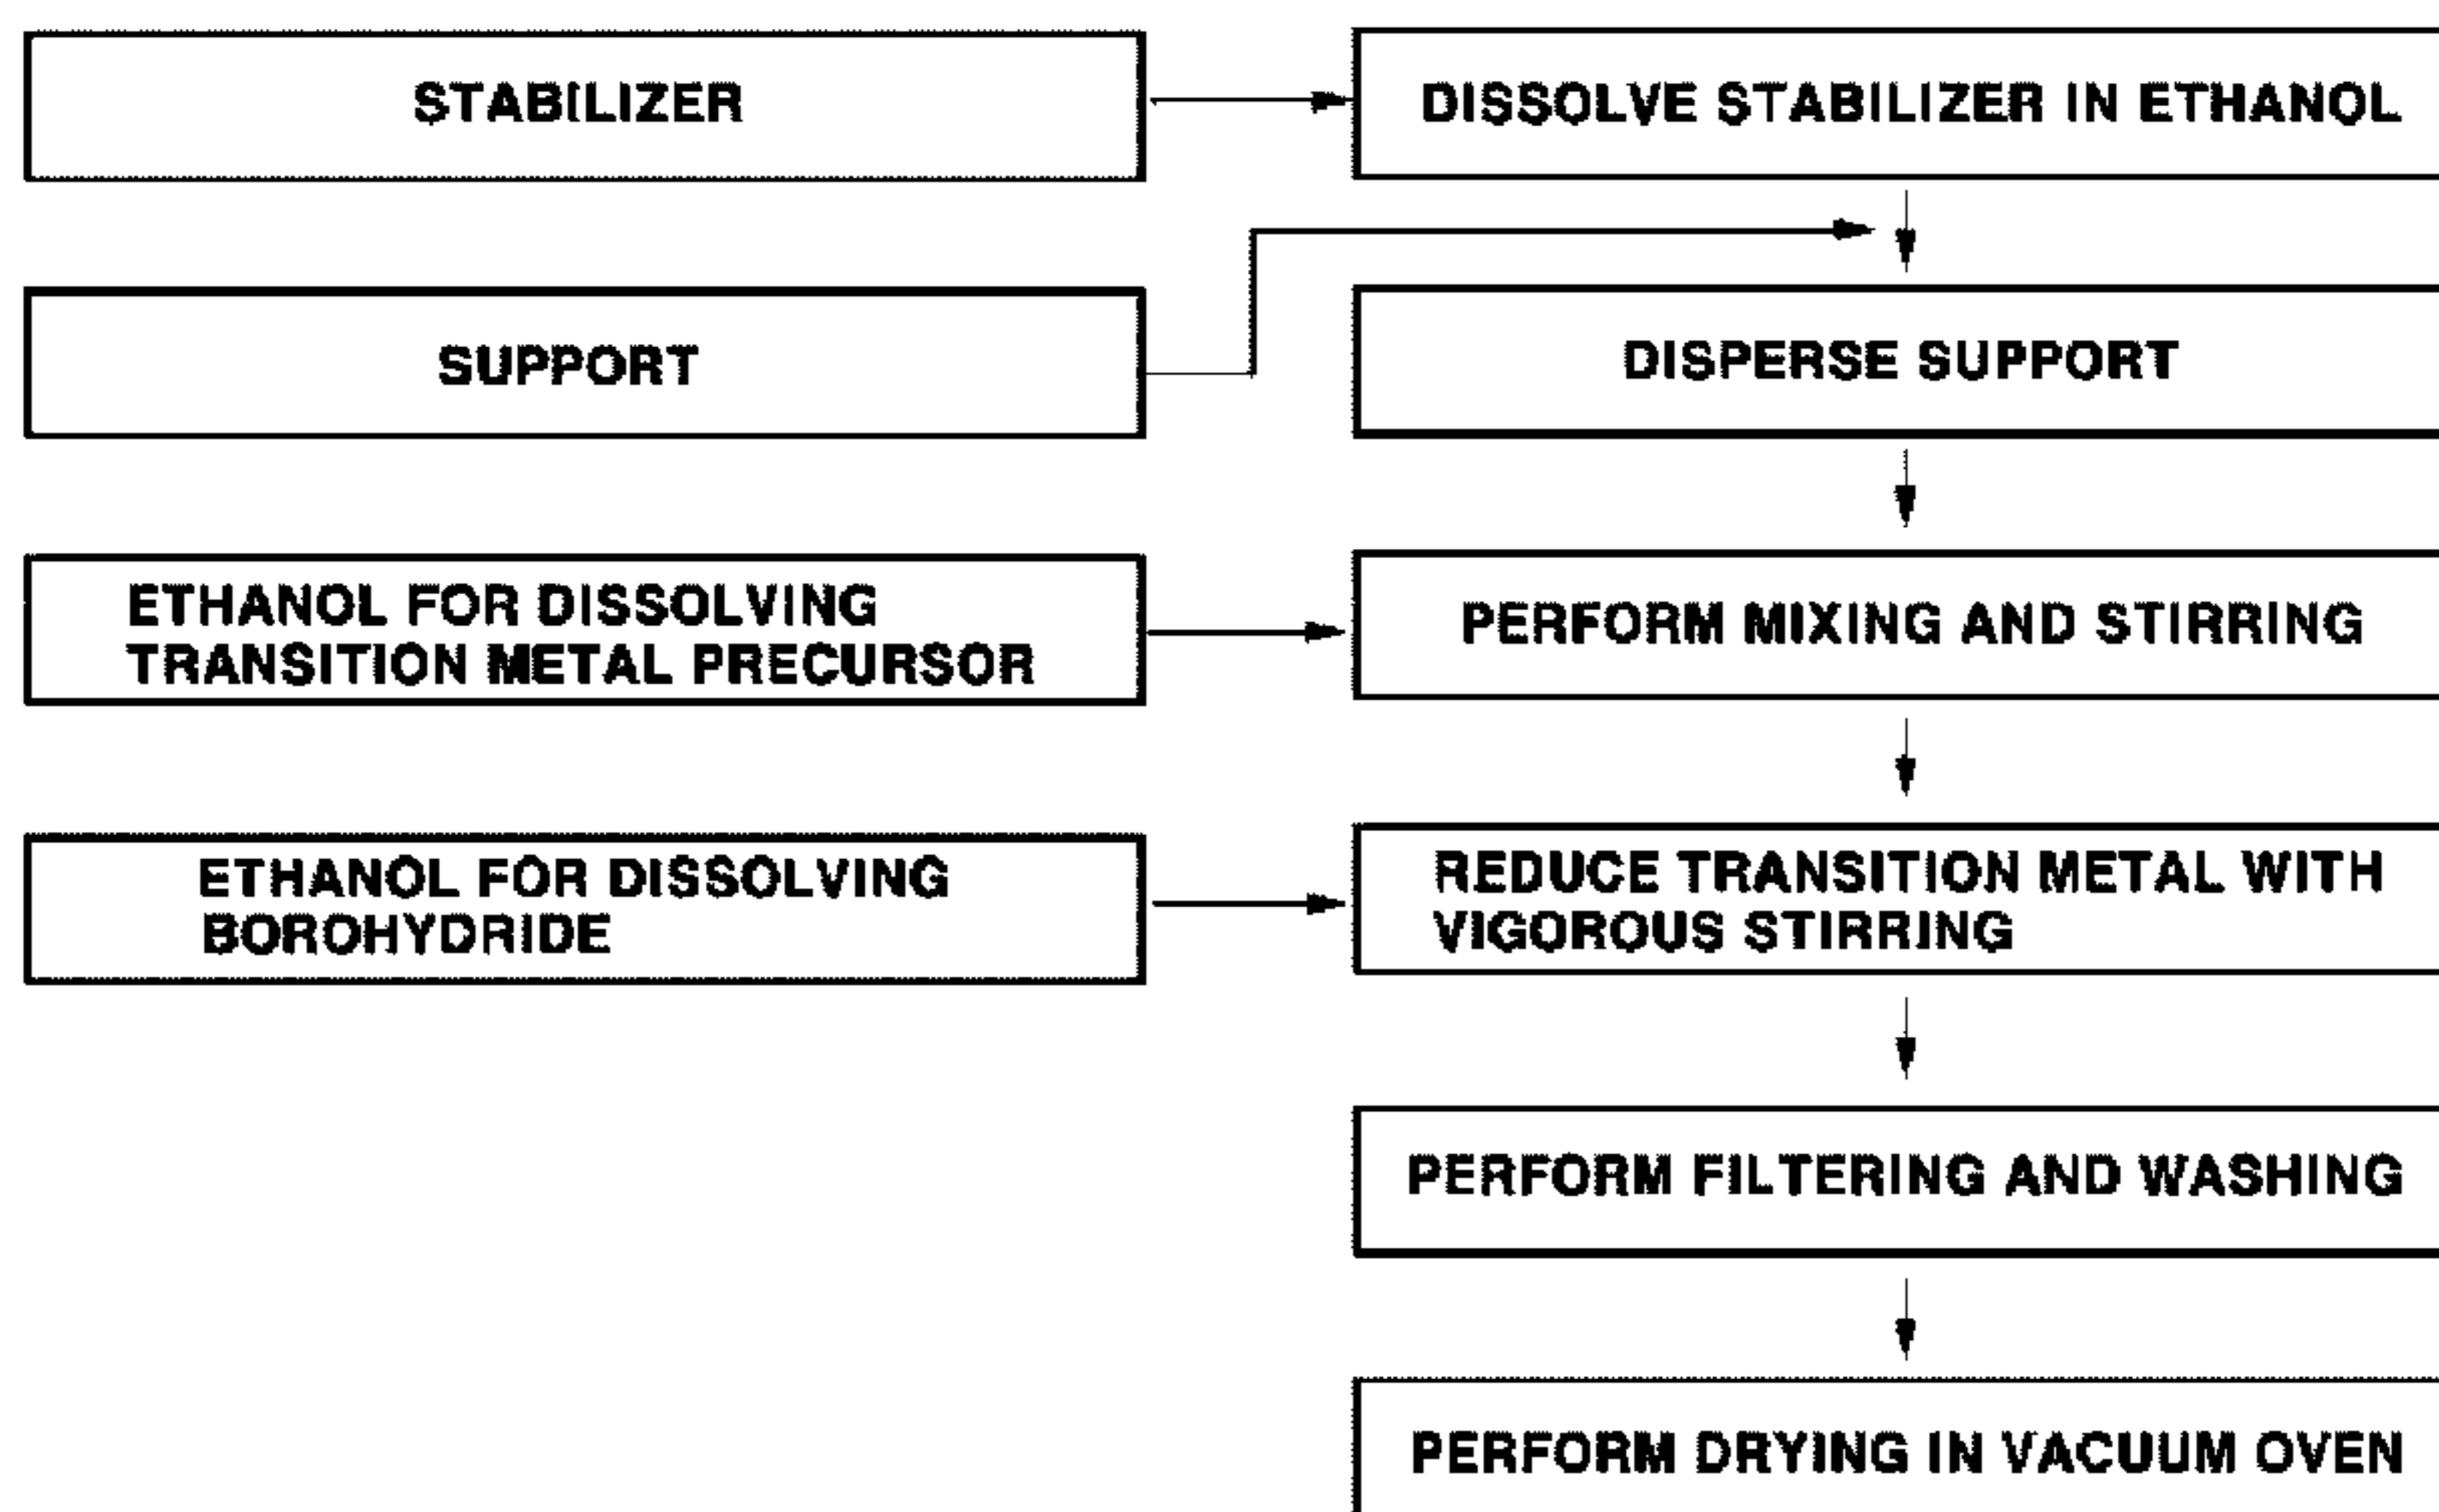 STABILIZER
DISSOLVE STABILIZER IN ETHANOL
SUPPORT
DISPERSE SUPPORT
ETHANOL FOR DISSOLVING
TRANSITION METAL PRECURSOR
PERFORM MIXING AND STIRRING
ETHANOL FOR DISSOLVING
BOROHYDRIDE
REDUCE TRANSITION METAL WITH
VIGOROUS STIRRING
PERFORM FILTERING AND WASHING
PERFORM DRYING IN VACUUM OVEN